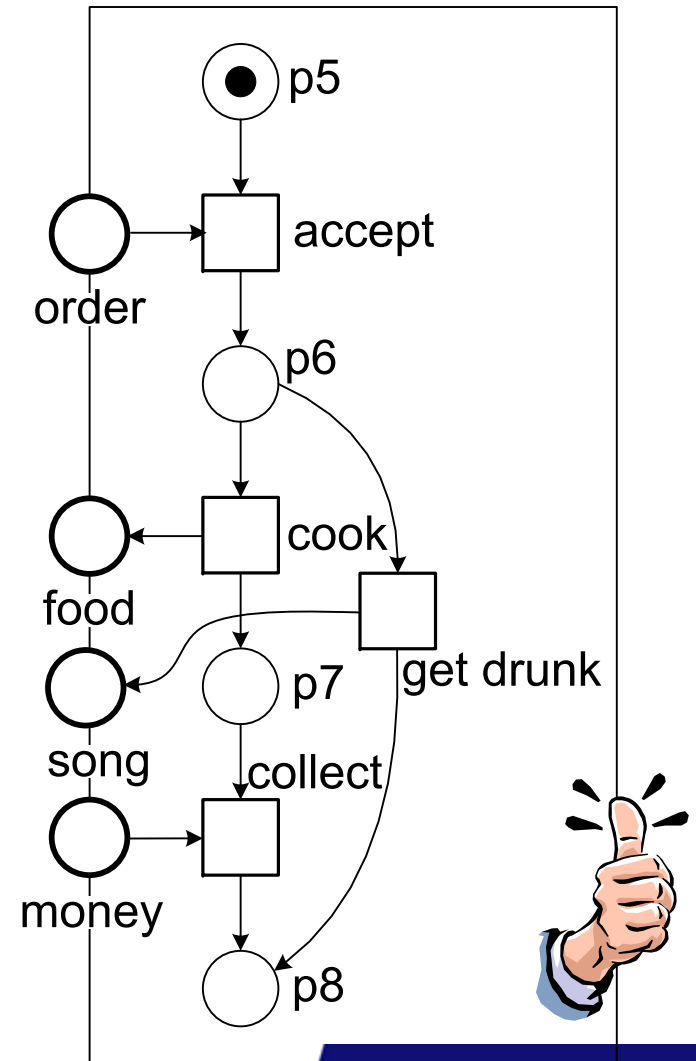 p5
accept
order
p6
cook
food
get drunk
p7
song
collect
money
p8